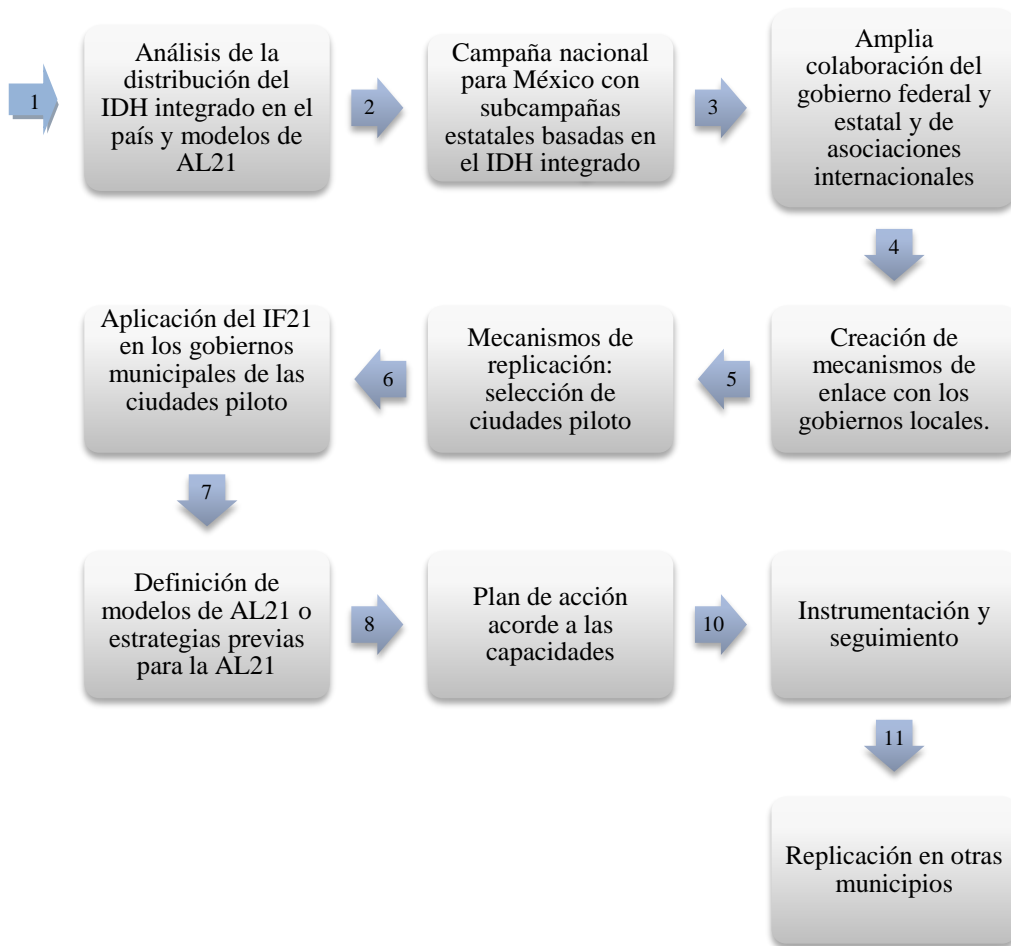 1
Análisis de la
distribución del
IDH integrado en el
país y modelos de
AL21
2
Campaña nacional
para México con
subcampañas
estatales basadas en
el IDH integrado
3
Amplia
colaboración del
gobierno federal y
estatal y de
asociaciones
internacionales
4
Creación de
mecanismos de
enlace con los
gobiernos locales.
5
Mecanismos de
replicación:
selección de
ciudades piloto
6
Aplicación del IF21
en los gobiernos
municipales de las
ciudades piloto
7
Definición de
modelos de AL21 o
estrategias previas
para la AL21
8
Plan de acción
acorde a las
capacidades
10
Instrumentación y
seguimiento
11
Replicación en otras
municipios